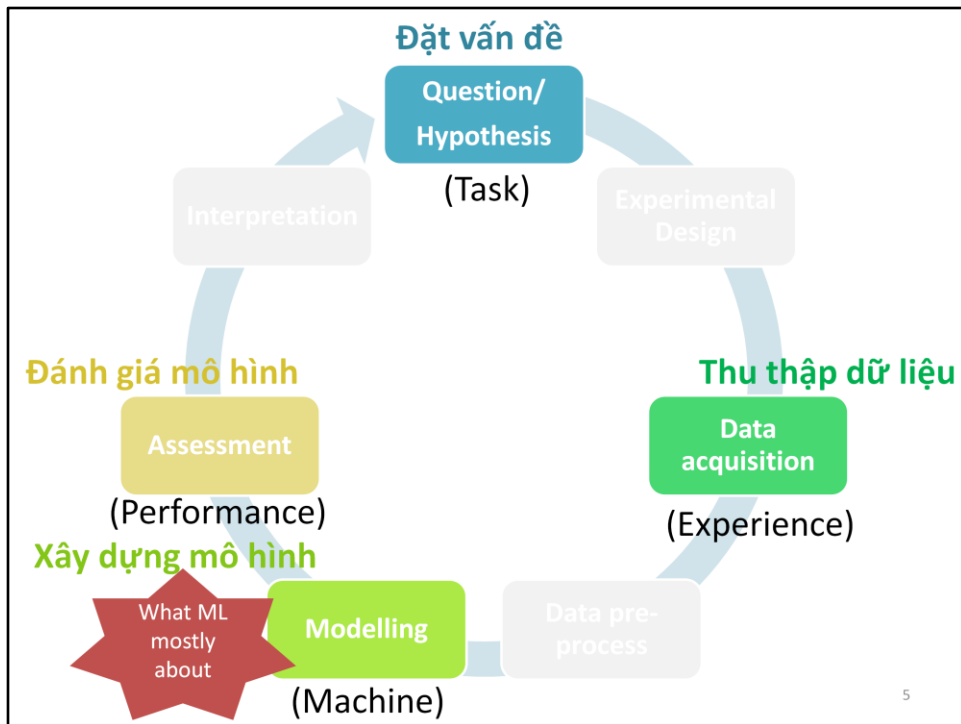 Đặt vấn đề
Question/
Hypothesis
(Task)
Interpretation
Experimental
Design
Đánh giá mô hình
Thu thập dữ liệu
Assessment
Data
acquisition
(Performance)
(Experience)
Xây dựng mô hình
What ML
mostly
about
Modelling
Data pre-
process
(Machine)
5